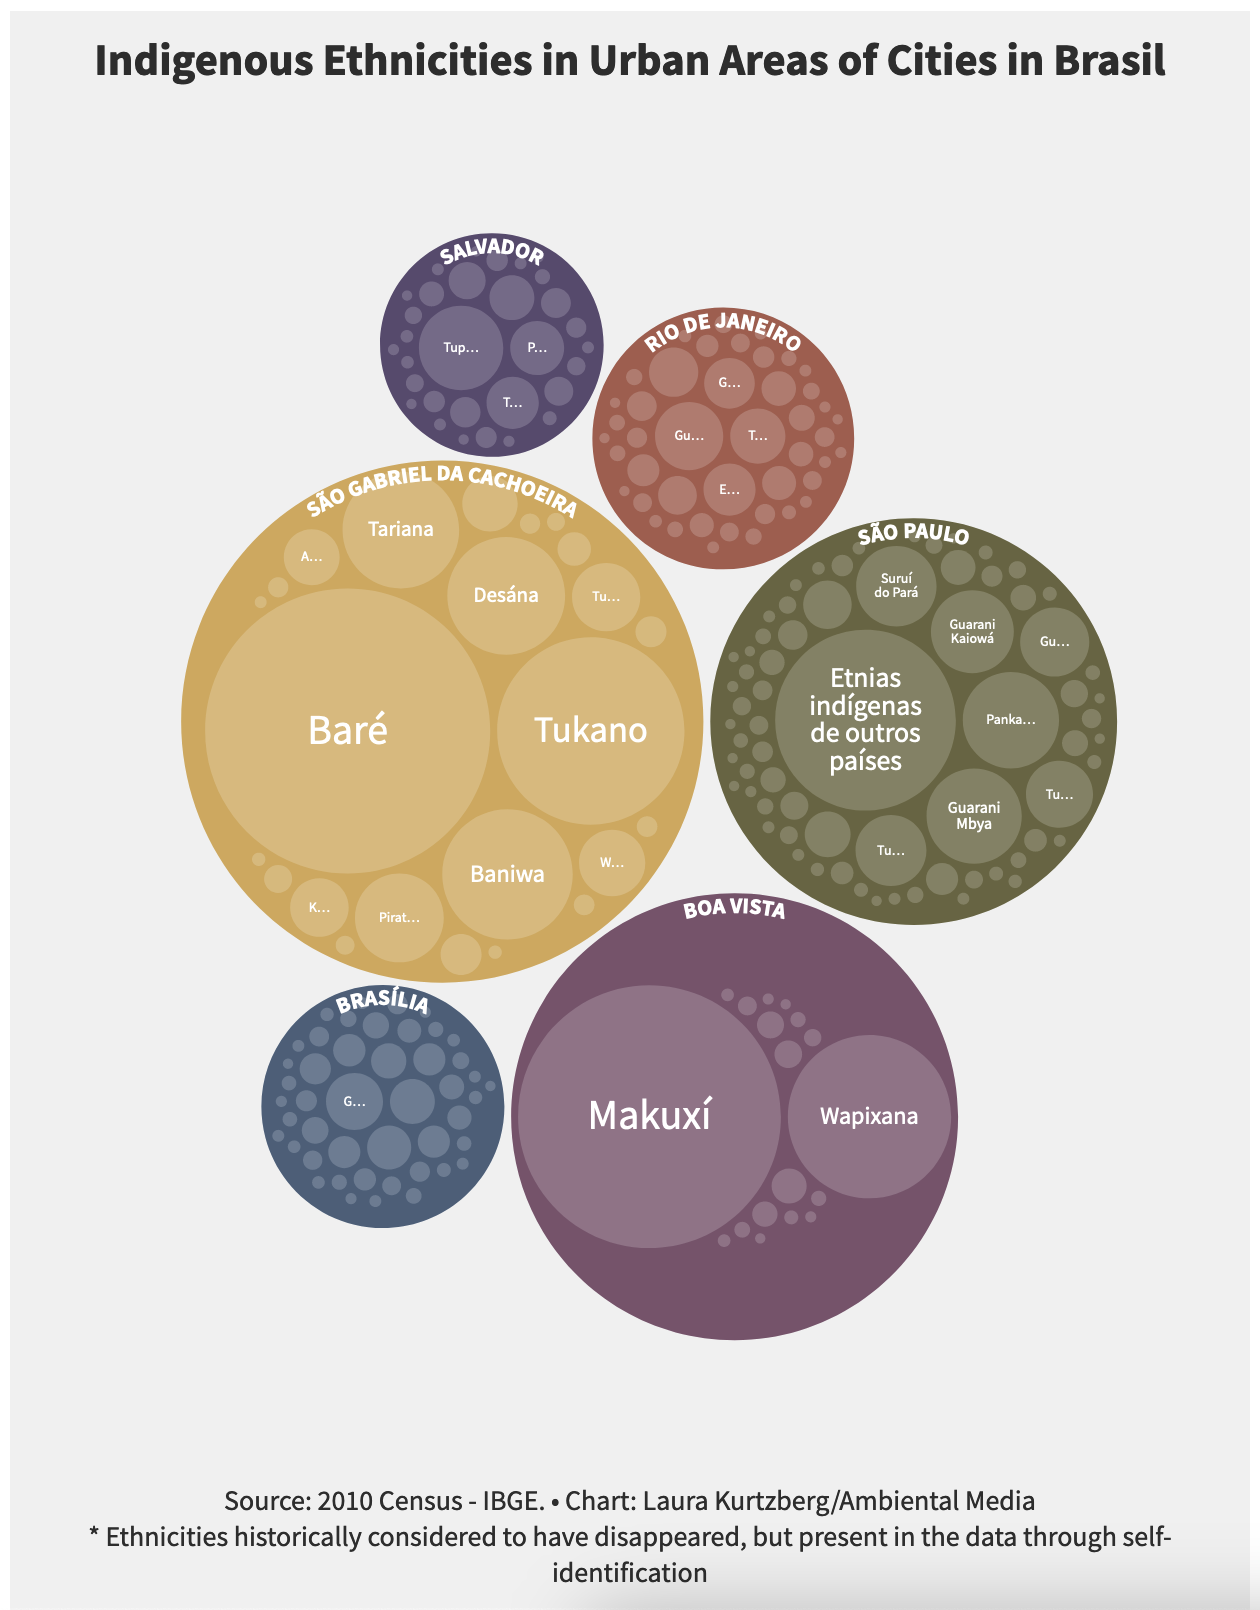 Indigenous Ethnicities in Urban Areas of Cities in Brasil
SALVADOR
Tup...
P...
T...
RIO DE JANEIRO
G...
Gu...
T...
E...
SÃO GABRIEL DA CACHOEIRA
Tariana
A...
Desána
Tu...
Baré
Tukano
Baniwa
W...
K...
Pirat...
SÃO PAULO
Suruí
do Pará
Guarani
Kaiowá
Gu...
Etnias
indígenas
de outros
países
Panka...
Tu...
Guarani
Mbya
Tu...
BOA VISTA
Makuxí
Wapixana
BRASÍLIA
G...
Source: 2010 Census - IBGE. • Chart: Laura Kurtzberg/Ambiental Media
* Ethnicities historically considered to have disappeared, but present in the data through self-
identification